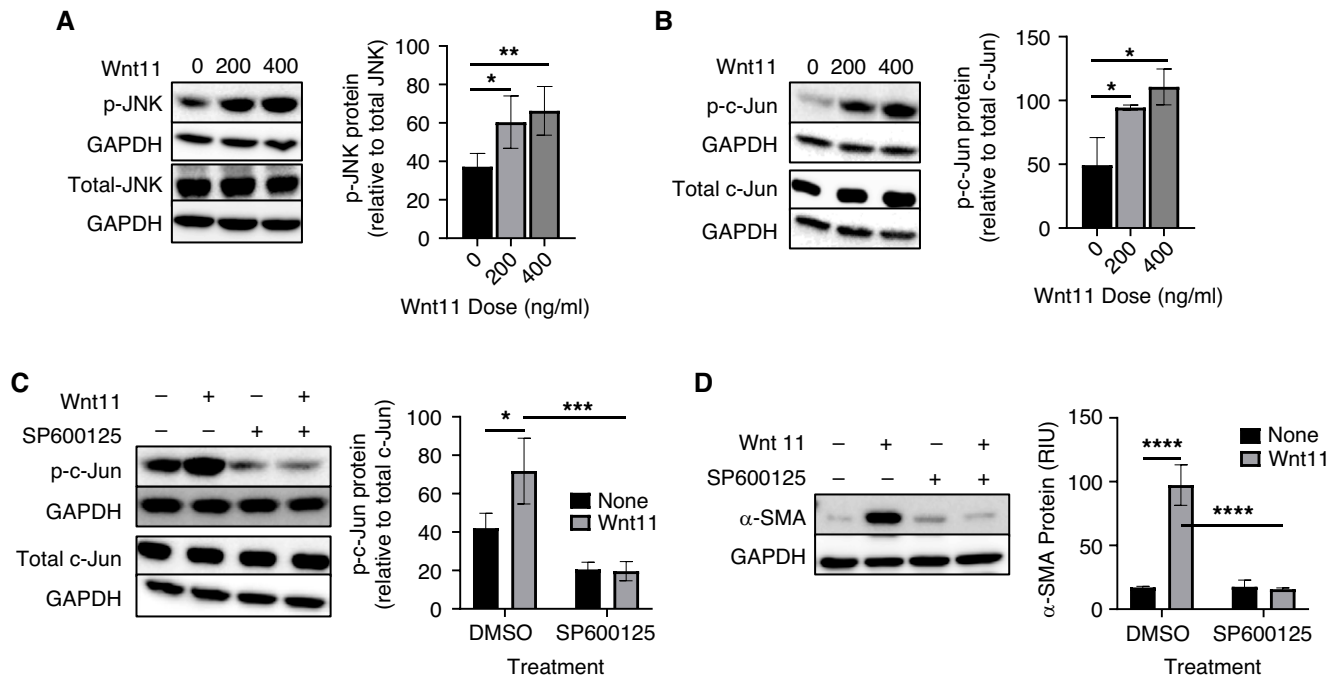 A
Wnt11 0 200 400
p-JNK
GAPDH
Total-JNK
GAPDH
p-JNK protein
(relative to total JNK)
100
80
60
40
20
0
*
**
0 200 400
Wnt11 Dose (ng/ml)
B
Wnt11 0 200 400
p-c-Jun
GAPDH
Total c-Jun
GAPDH
p-c-Jun protein
(relative to total c-Jun)
150
100
50
0
*
*
0 200 400
Wnt11 Dose (ng/ml)
C
Wnt11 – + – +
SP600125 – – + +
p-c-Jun
GAPDH
Total c-Jun
GAPDH
p-c-Jun protein
(relative to total c-Jun)
100
80
60
40
20
0
*
***
None
Wnt11
DMSO SP600125
Treatment
D
Wnt 11 – + – +
SP600125 – – + +
α-SMA
GAPDH
α-SMA Protein (RIU)
150
100
50
0
****
****
None
Wnt11
DMSO SP600125
Treatment